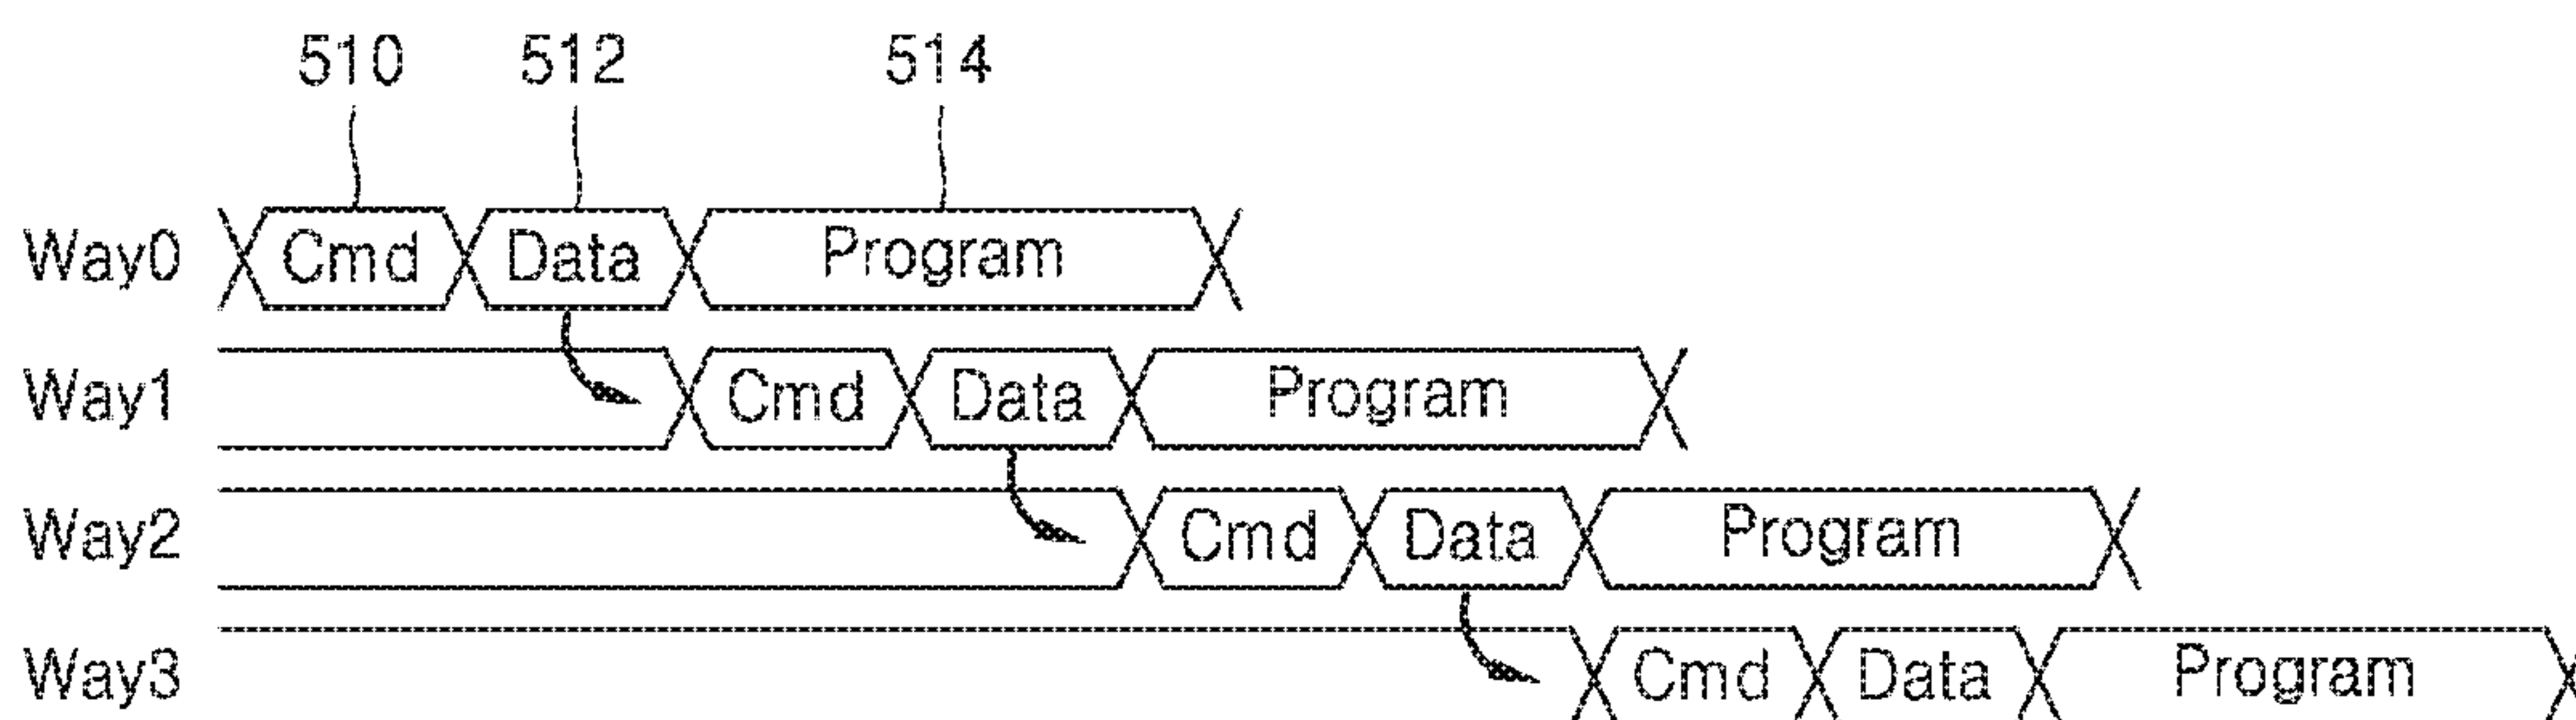 510 512 514
Way0 Cmd Data Program
Way1 Cmd Data Program
Way2 Cmd Data Program
Way3 Cmd Data Program